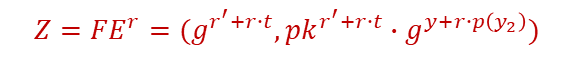 Z = FE^r = (g^{r'+r·t}, pk^{r'+r·t} · g^{y+r·p(y_2)})